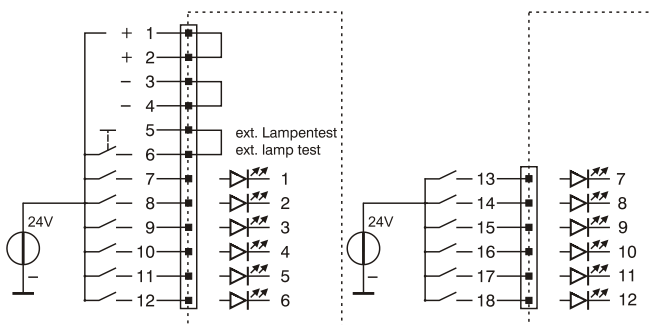 + 1
+ 2
− 3
− 4
5 ext. Lampentest
6 ext. lamp test
7 1
8 2
24V 9 3
10 4
− 11 5
12 6
13 7
14 8
24V 15 9
16 10
− 17 11
18 12